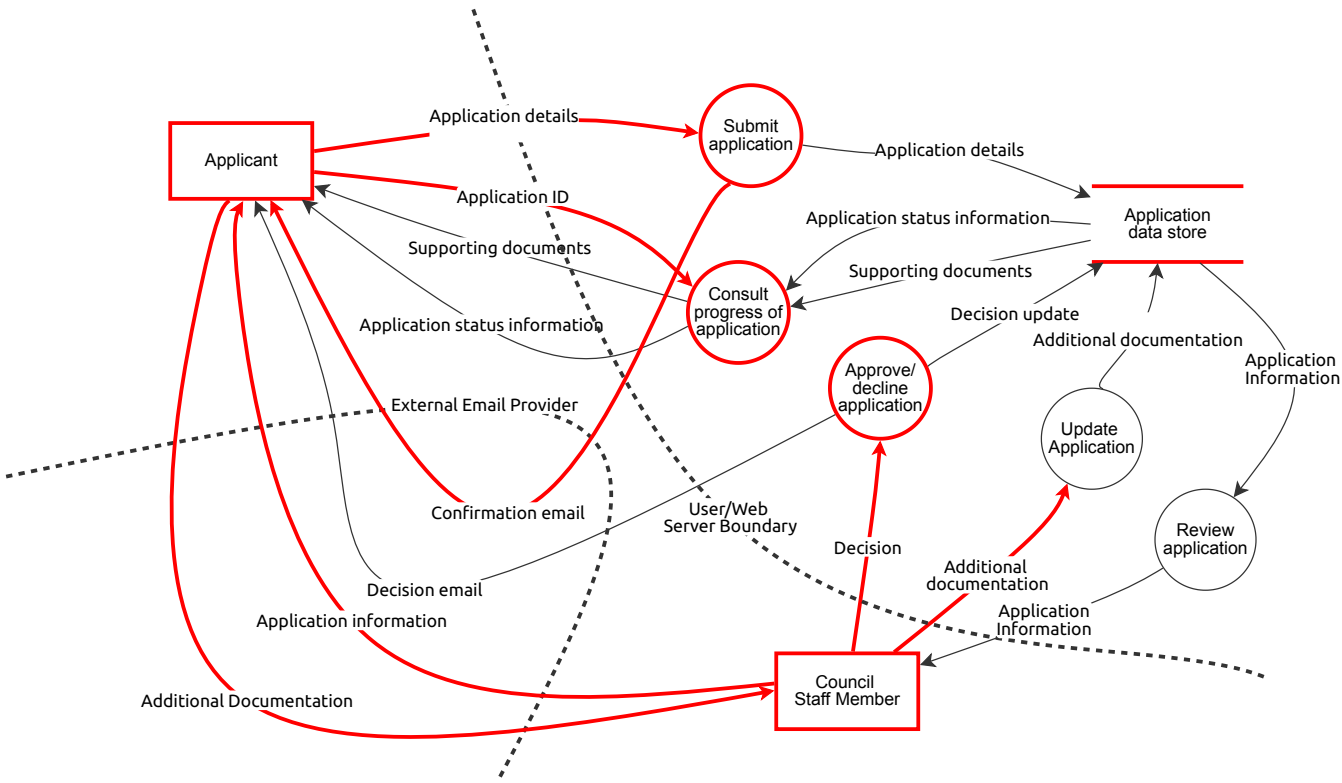 Application details
Submit
application
Applicant
Application details
Application ID
Application status information
Application
data store
Supporting documents
Supporting documents
Consult
progress of
application
Decision update
Application status information
Additional documentation
Approve/
decline
application
Application
Information
External Email Provider
Update
Application
Confirmation email
User/Web
Server Boundary
Review
application
Decision
Additional
documentation
Decision email
Application information
Application
Information
Council
Staff Member
Additional Documentation